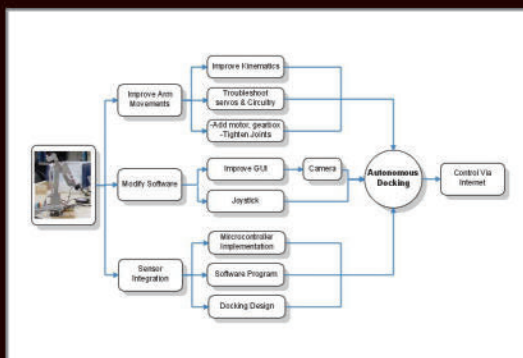 Improve Kinematics
Improve Arm
Movements
Troubleshoot
servos & Circuitry
-Add motor, gearbox
-Tighten Joints
Modify Software
Improve GUI
Camera
Joystick
Autonomous
Docking
Control Via
Internet
Sensor
Integration
Mircrocontroller
Implementation
Software Program
Docking Design